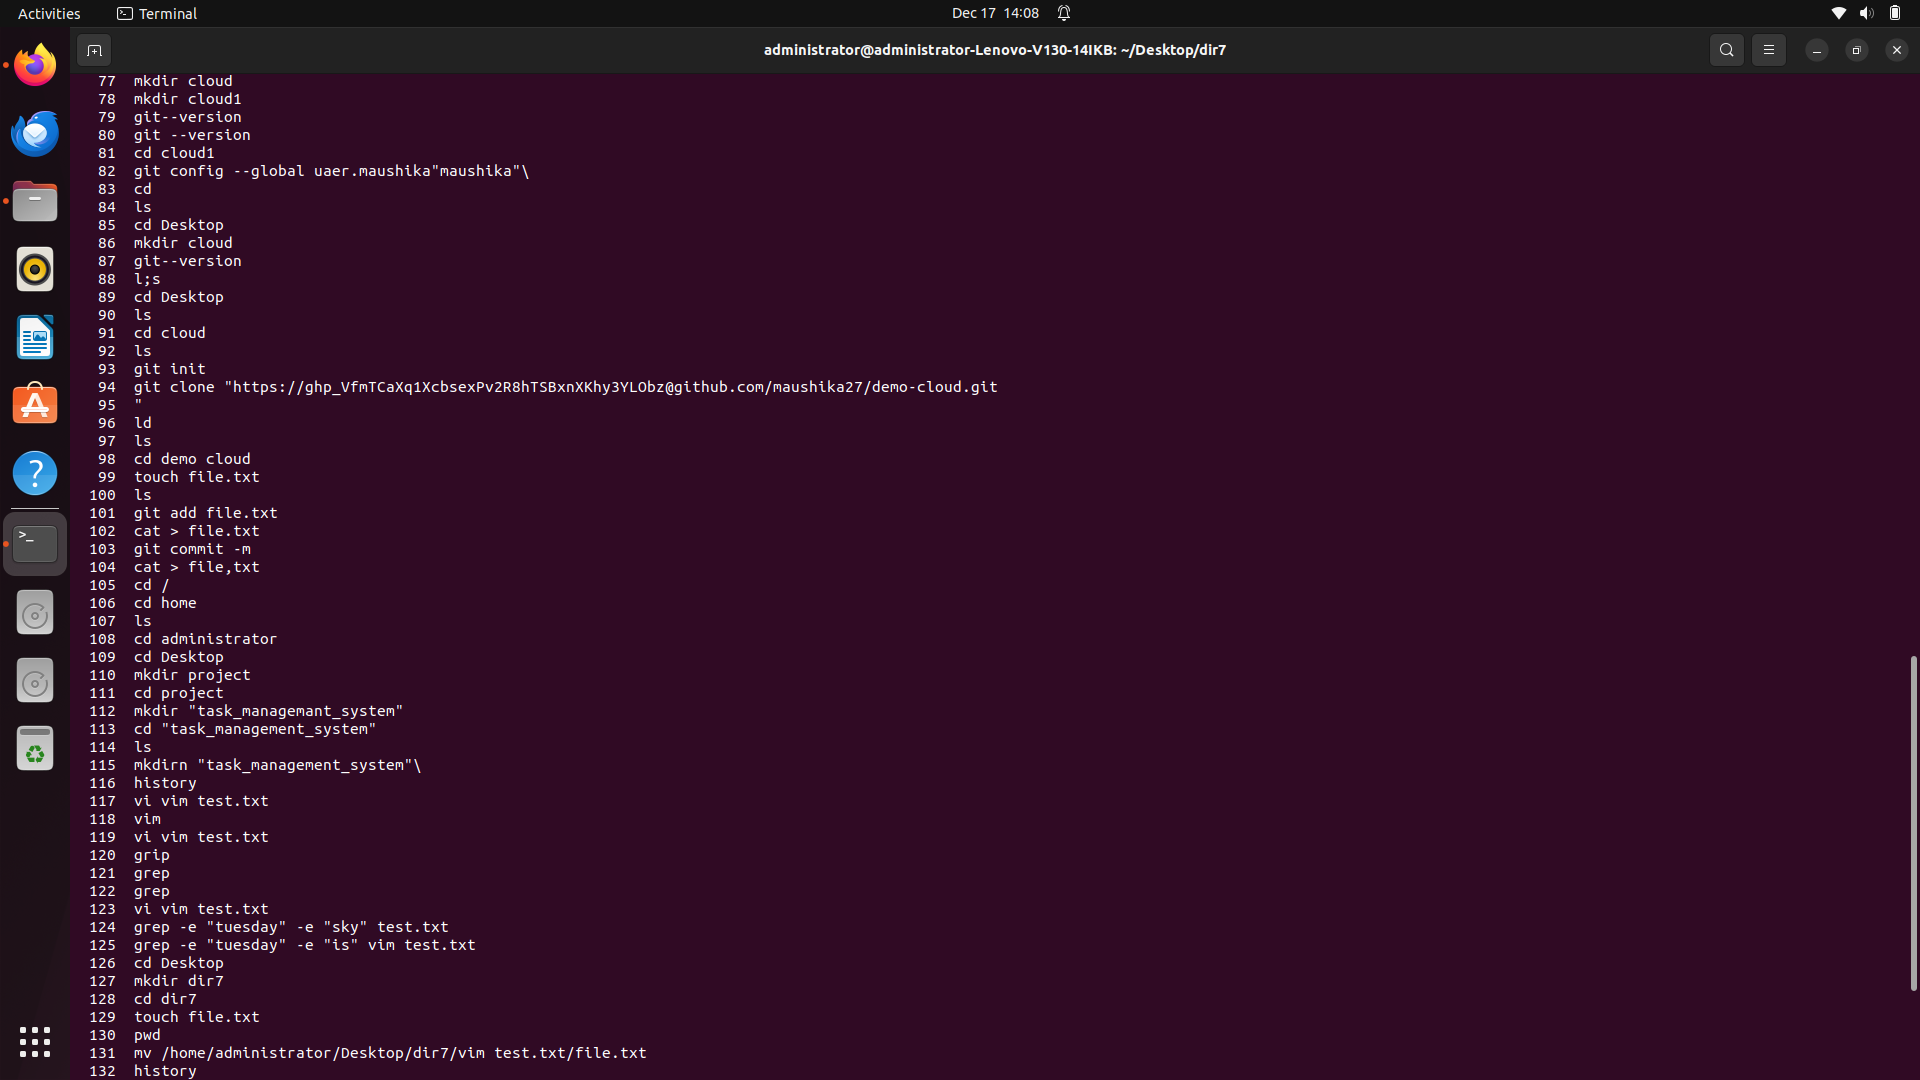 Activities
Terminal
Dec 17 14:08
administrator@administrator-Lenovo-V130-14IKB: ~/Desktop/dir7
77 mkdir cloud
78 mkdir cloud1
79 git--version
80 git --version
81 cd cloud1
82 git config --global uaer.maushika"maushika"\
83 cd
84 ls
85 cd Desktop
86 mkdir cloud
87 git--version
88 l;s
89 cd Desktop
90 ls
91 cd cloud
92 ls
93 git init
94 git clone "https://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@github.com/maushika27/demo-cloud.git
95 "
96 ld
97 ls
98 cd demo cloud
99 touch file.txt
100 ls
101 git add file.txt
102 cat > file.txt
103 git commit -m
104 cat > file,txt
105 cd /
106 cd home
107 ls
108 cd administrator
109 cd Desktop
110 mkdir project
111 cd project
112 mkdir "task_managemant_system"
113 cd "task_management_system"
114 ls
115 mkdirn "task_management_system"\
116 history
117 vi vim test.txt
118 vim
119 vi vim test.txt
120 grip
121 grep
122 grep
123 vi vim test.txt
124 grep -e "tuesday" -e "sky" test.txt
125 grep -e "tuesday" -e "is" vim test.txt
126 cd Desktop
127 mkdir dir7
128 cd dir7
129 touch file.txt
130 pwd
131 mv /home/administrator/Desktop/dir7/vim test.txt/file.txt
132 history